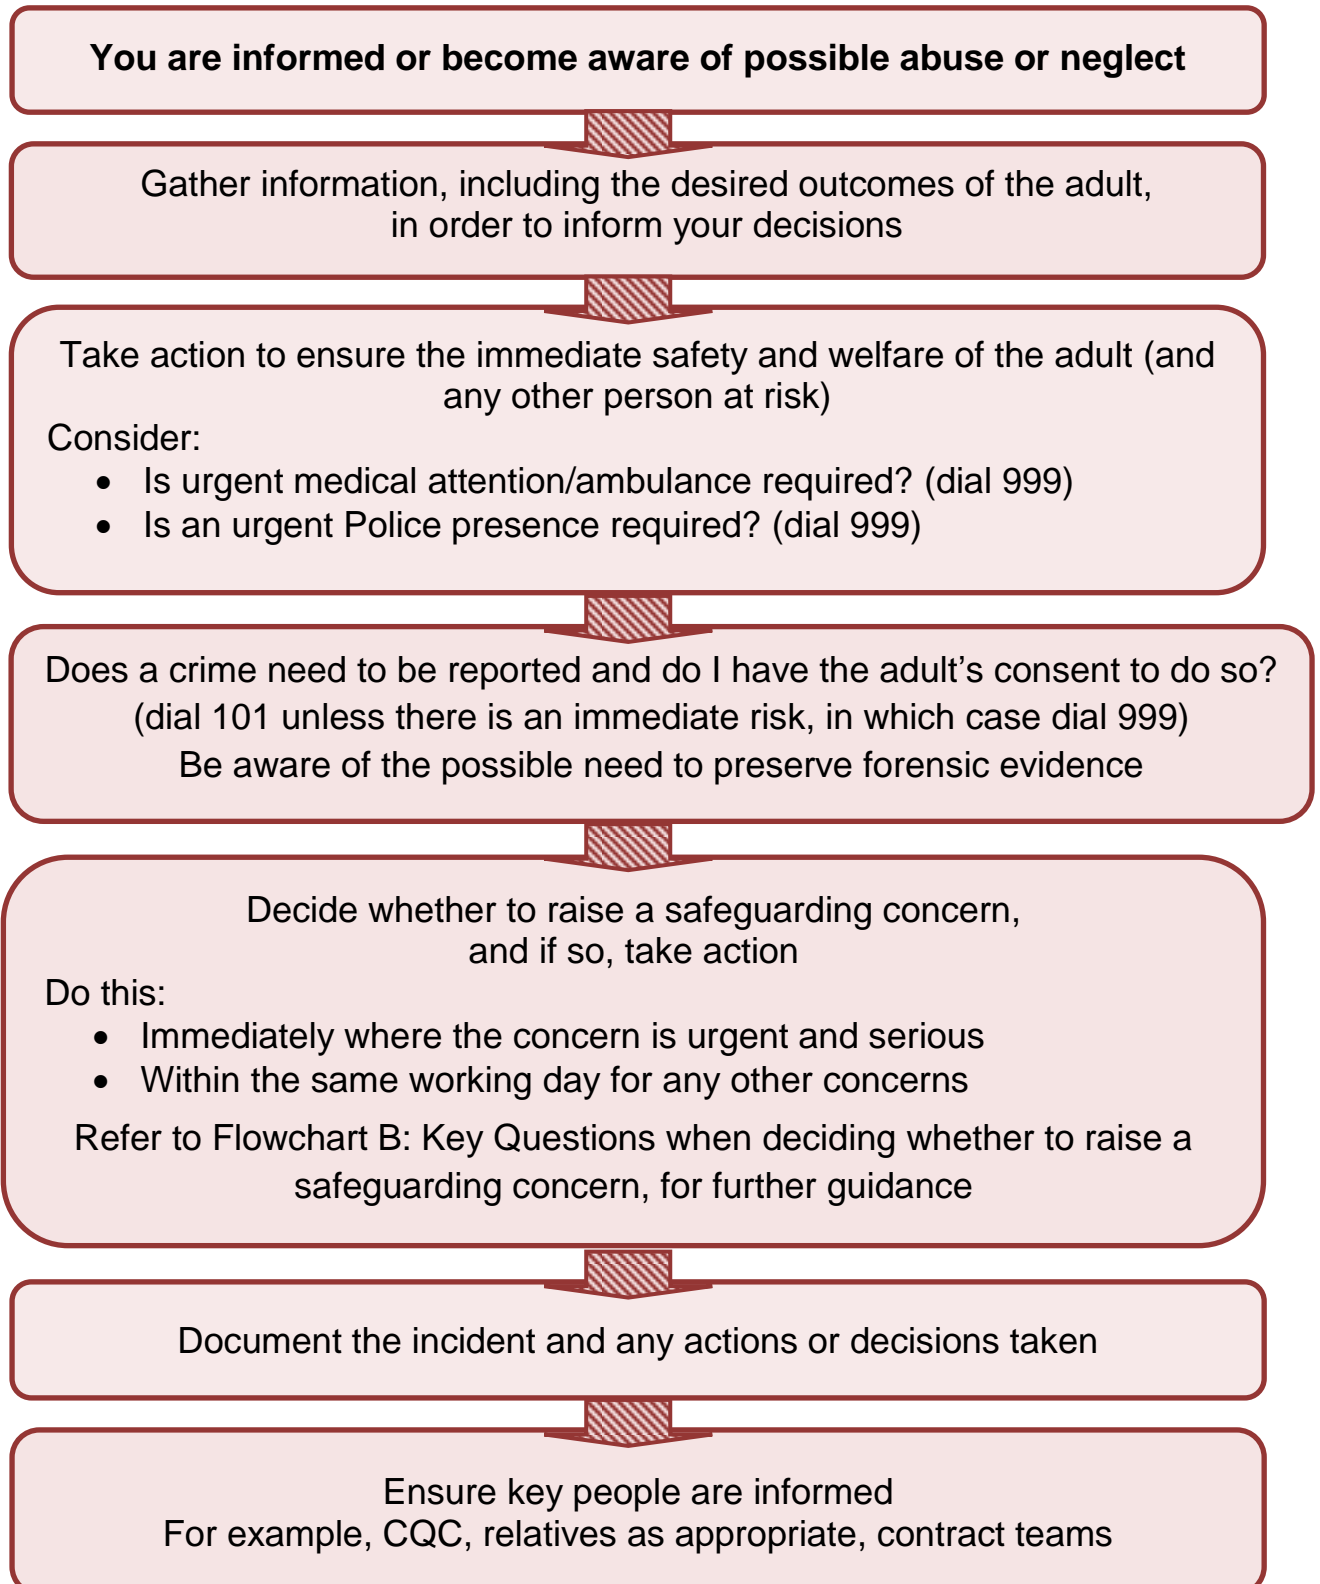 You are informed or become aware of possible abuse or neglect
Gather information, including the desired outcomes of the adult,
in order to inform your decisions
Take action to ensure the immediate safety and welfare of the adult (and
any other person at risk)
Consider:
• Is urgent medical attention/ambulance required? (dial 999)
• Is an urgent Police presence required? (dial 999)
Does a crime need to be reported and do I have the adult’s consent to do so?
(dial 101 unless there is an immediate risk, in which case dial 999)
Be aware of the possible need to preserve forensic evidence
Decide whether to raise a safeguarding concern,
and if so, take action
Do this:
• Immediately where the concern is urgent and serious
• Within the same working day for any other concerns
Refer to Flowchart B: Key Questions when deciding whether to raise a
safeguarding concern, for further guidance
Document the incident and any actions or decisions taken
Ensure key people are informed
For example, CQC, relatives as appropriate, contract teams